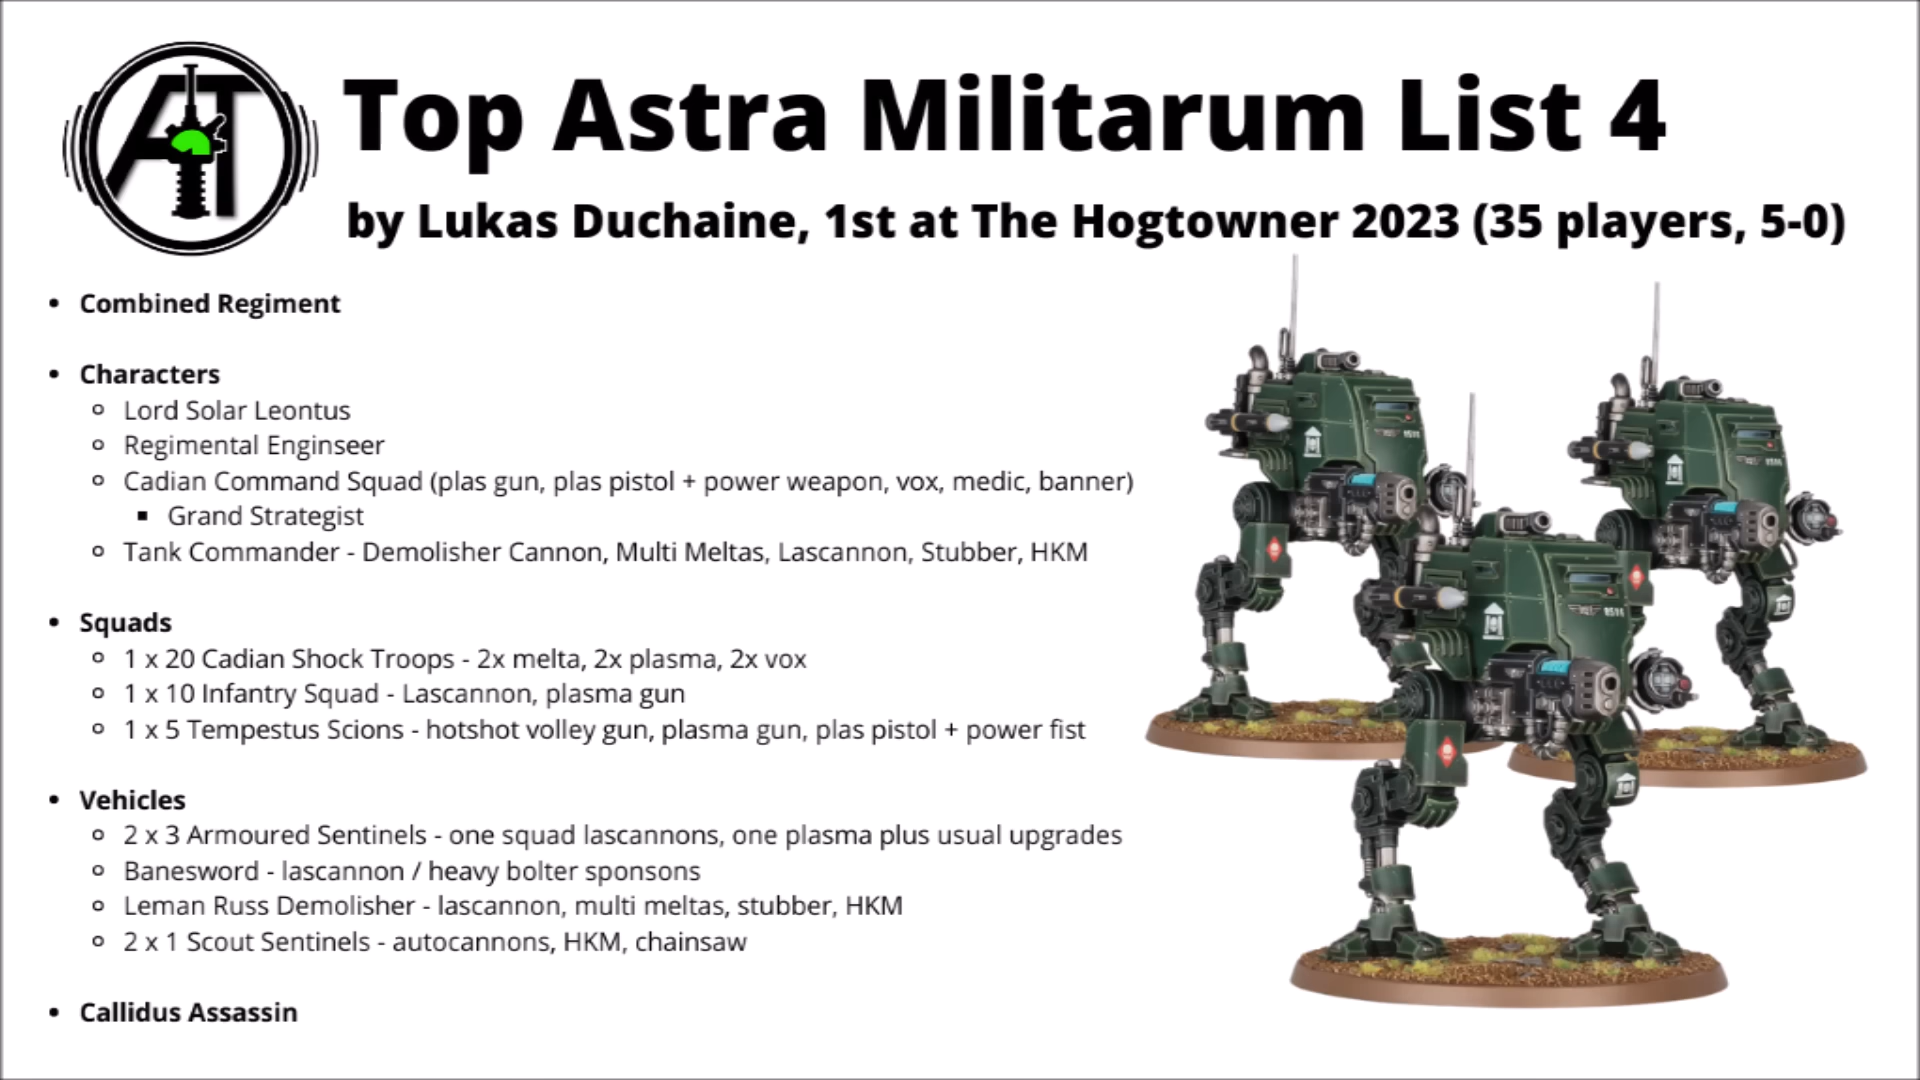 AT
Top Astra Militarum List 4
by Lukas Duchaine, 1st at The Hogtowner 2023 (35 players, 5-0)
• Combined Regiment
• Characters
Lord Solar Leontus
Regimental Enginseer
Cadian Command Squad (plas gun, plas pistol + power weapon, vox, medic, banner)
Grand Strategist
Tank Commander - Demolisher Cannon, Multi Meltas, Lascannon, Stubber, HKM
• Squads
1 x 20 Cadian Shock Troops - 2x melta, 2x plasma, 2x vox
1 x 10 Infantry Squad - Lascannon, plasma gun
1 x 5 Tempestus Scions - hotshot volley gun, plasma gun, plas pistol + power fist
• Vehicles
2 x 3 Armoured Sentinels - one squad lascannons, one plasma plus usual upgrades
Banesword - lascannon / heavy bolter sponsons
Leman Russ Demolisher - lascannon, multi meltas, stubber, HKM
2 x 1 Scout Sentinels - autocannons, HKM, chainsaw
• Callidus Assassin